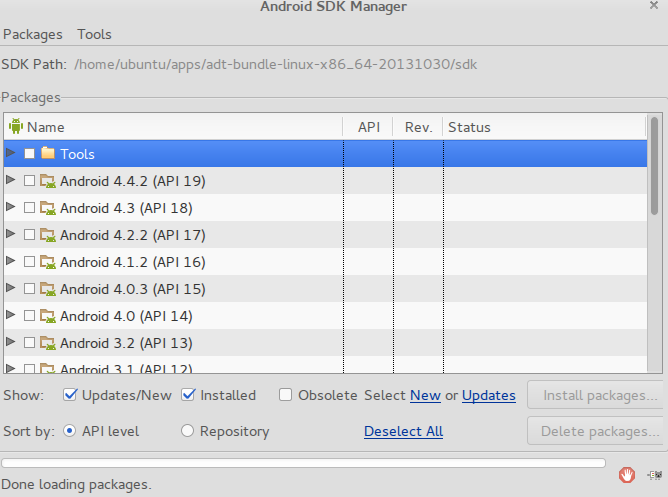 Android SDK Manager
Packages Tools
SDK Path: /home/ubuntu/apps/adt-bundle-linux-x86_64-20131030/sdk
Packages
Name API Rev. Status
Tools
Android 4.4.2 (API 19)
Android 4.3 (API 18)
Android 4.2.2 (API 17)
Android 4.1.2 (API 16)
Android 4.0.3 (API 15)
Android 4.0 (API 14)
Android 3.2 (API 13)
Android 3.1 (API 12)
Show: Updates/New Installed Obsolete Select New or Updates Install packages...
Sort by: API level Repository Deselect All Delete packages...
Done loading packages.